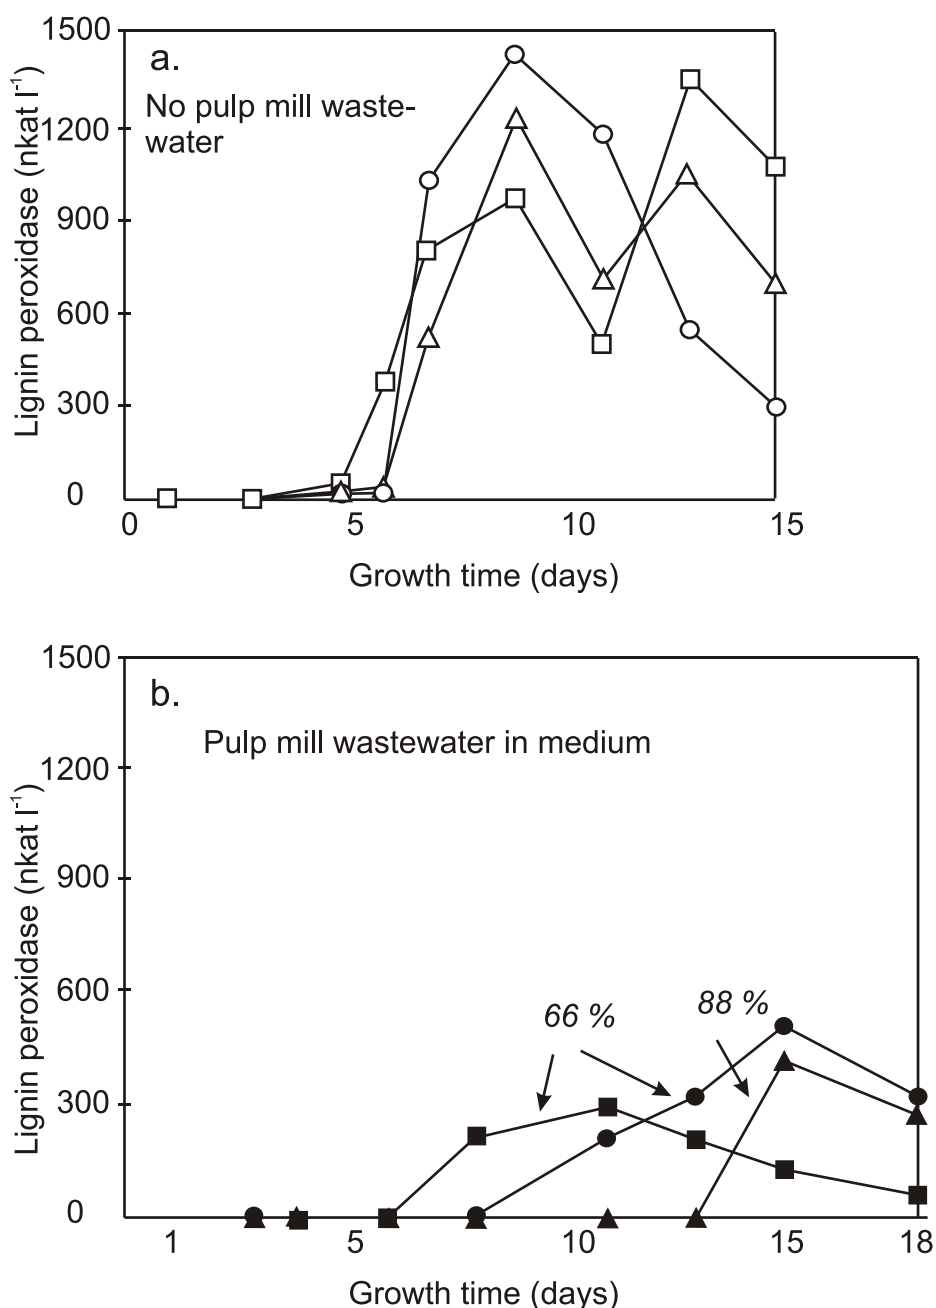 1500
a.
No pulp mill waste-
water
1200
900
600
300
0
Lignin peroxidase (nkat l⁻¹)
0 5 10 15
Growth time (days)
1500
b.
Pulp mill wastewater in medium
1200
900
600
300
0
Lignin peroxidase (nkat l⁻¹)
66 %
88 %
1 5 10 15 18
Growth time (days)